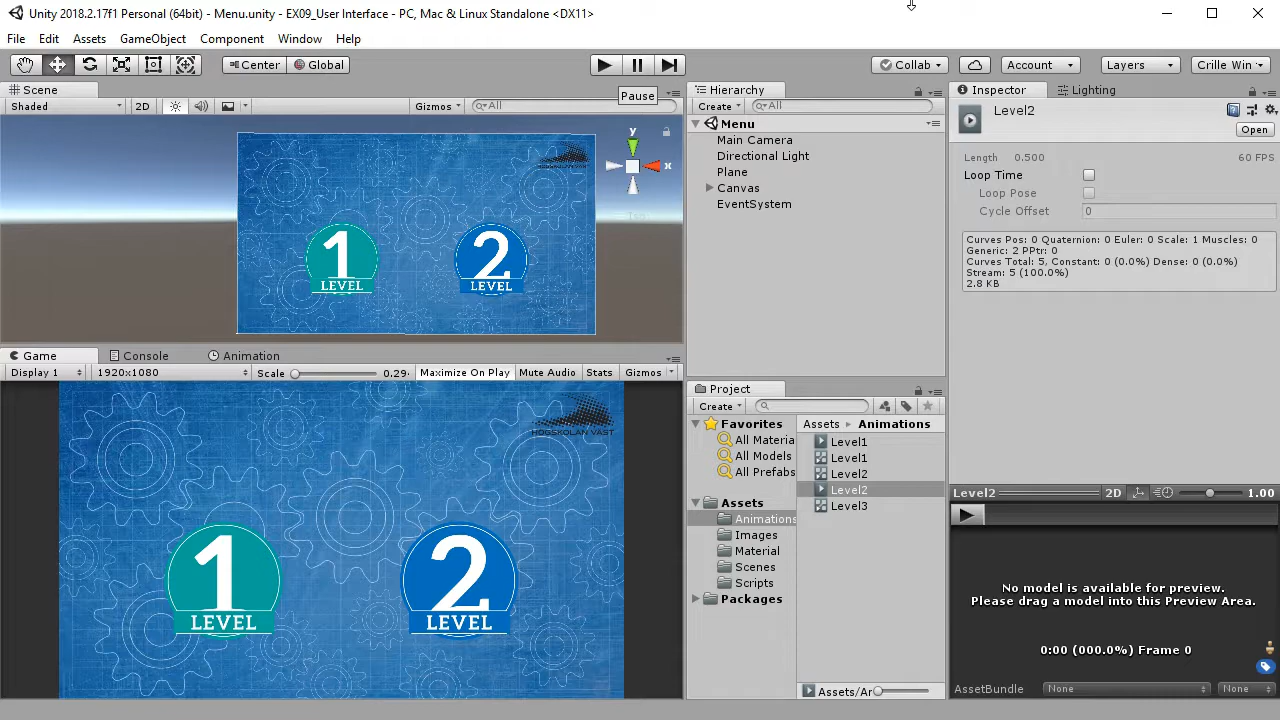 Unity 2018.2.17f1 Personal (64bit) - Menu.unity - EX09_User Interface - PC, Mac & Linux Standalone <DX11>
File Edit Assets GameObject Component Window Help
Center Global Collab Account Layers Crille Win
Pause
Scene
Shaded 2D Gizmos All
y
x
1
LEVEL
2
LEVEL
Game Console Animation
Display 1 1920x1080 Scale 0.29 Maximize On Play Mute Audio Stats Gizmos
HÖGSKOLAN VÄST
1
LEVEL
2
LEVEL
Hierarchy
Create All
Menu
Main Camera
Directional Light
Plane
Canvas
EventSystem
Project
Create
Favorites
All Materia
All Models
All Prefabs
Assets
Animations
Images
Material
Scenes
Scripts
Packages
Assets Animations
Level1
Level1
Level2
Level2
Level3
Assets/Ar
Inspector Lighting
Level2
Open
Length 0.500 60 FPS
Loop Time
Loop Pose
Cycle Offset 0
Curves Pos: 0 Quaternion: 0 Euler: 0 Scale: 1 Muscles: 0
Generic: 2 PPtr: 0
Curves Total: 5, Constant: 0 (0.0%) Dense: 0 (0.0%)
Stream: 5 (100.0%)
2.8 KB
Level2 2D 1.00
No model is available for preview.
Please drag a model into this Preview Area.
0:00 (000.0%) Frame 0
AssetBundle None None